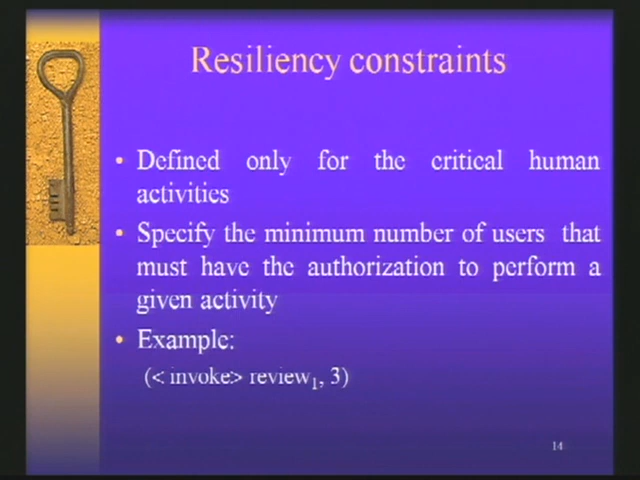 Resiliency constraints
• Defined only for the critical human
activities
• Specify the minimum number of users that
must have the authorization to perform a
given activity
• Example:
(< invoke> review₁, 3)
14